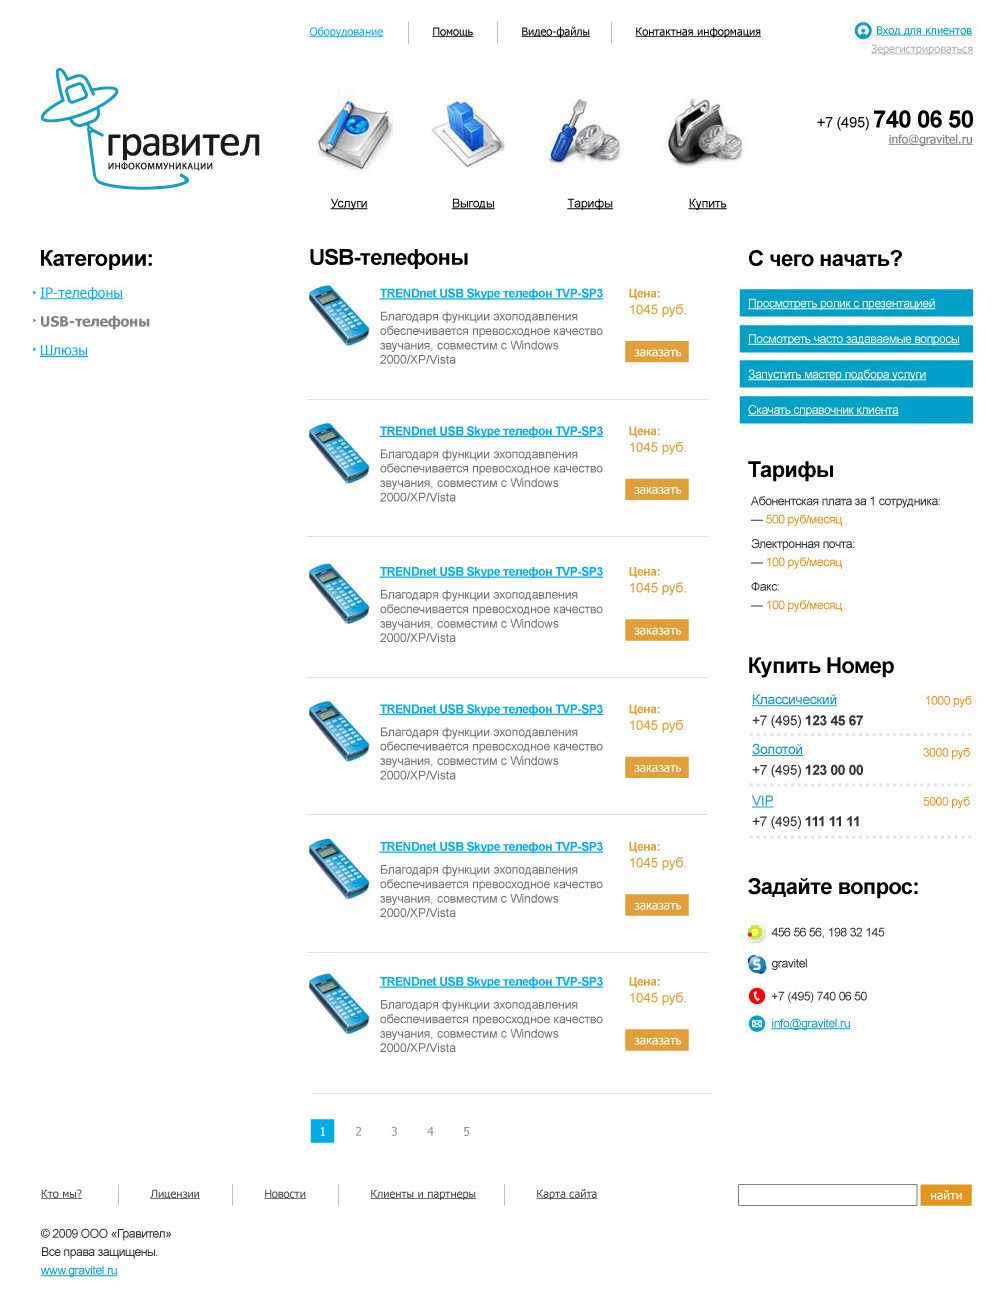 Оборудование
Помощь
Видео-файлы
Контактная информация
Вход для клиентов
Зерегистрироваться
гравител
ИНФОКОММУНИКАЦИИ
+7 (495) 740 06 50
info@gravitel.ru
Услуги
Выгоды
Тарифы
Купить
Категории:
IP-телефоны
USB-телефоны
Шлюзы
USB-телефоны
TRENDnet USB Skype телефон TVP-SP3
Благодаря функции эхоподавления
обеспечивается превосходное качество
звучания, совместим с Windows
2000/XP/Vista
Цена:
1045 руб.
заказать
TRENDnet USB Skype телефон TVP-SP3
Благодаря функции эхоподавления
обеспечивается превосходное качество
звучания, совместим с Windows
2000/XP/Vista
Цена:
1045 руб.
заказать
TRENDnet USB Skype телефон TVP-SP3
Благодаря функции эхоподавления
обеспечивается превосходное качество
звучания, совместим с Windows
2000/XP/Vista
Цена:
1045 руб.
заказать
TRENDnet USB Skype телефон TVP-SP3
Благодаря функции эхоподавления
обеспечивается превосходное качество
звучания, совместим с Windows
2000/XP/Vista
Цена:
1045 руб.
заказать
TRENDnet USB Skype телефон TVP-SP3
Благодаря функции эхоподавления
обеспечивается превосходное качество
звучания, совместим с Windows
2000/XP/Vista
Цена:
1045 руб.
заказать
TRENDnet USB Skype телефон TVP-SP3
Благодаря функции эхоподавления
обеспечивается превосходное качество
звучания, совместим с Windows
2000/XP/Vista
Цена:
1045 руб.
заказать
1 2 3 4 5
С чего начать?
Просмотреть ролик с презентацией
Посмотреть часто задаваемые вопросы
Запустить мастер подбора услуги
Скачать справочник клиента
Тарифы
Абонентская плата за 1 сотрудника:
— 500 руб/месяц
Электронная почта:
— 100 руб/месяц
Факс:
— 100 руб/месяц
Купить Номер
Классический 1000 руб
+7 (495) 123 45 67
Золотой 3000 руб
+7 (495) 123 00 00
VIP 5000 руб
+7 (495) 111 11 11
Задайте вопрос:
456 56 56, 198 32 145
gravitel
+7 (495) 740 06 50
info@gravitel.ru
Кто мы?
Лицензии
Новости
Клиенты и партнеры
Карта сайта
найти
© 2009 ООО «Гравител»
Все права защищены.
www.gravitel.ru